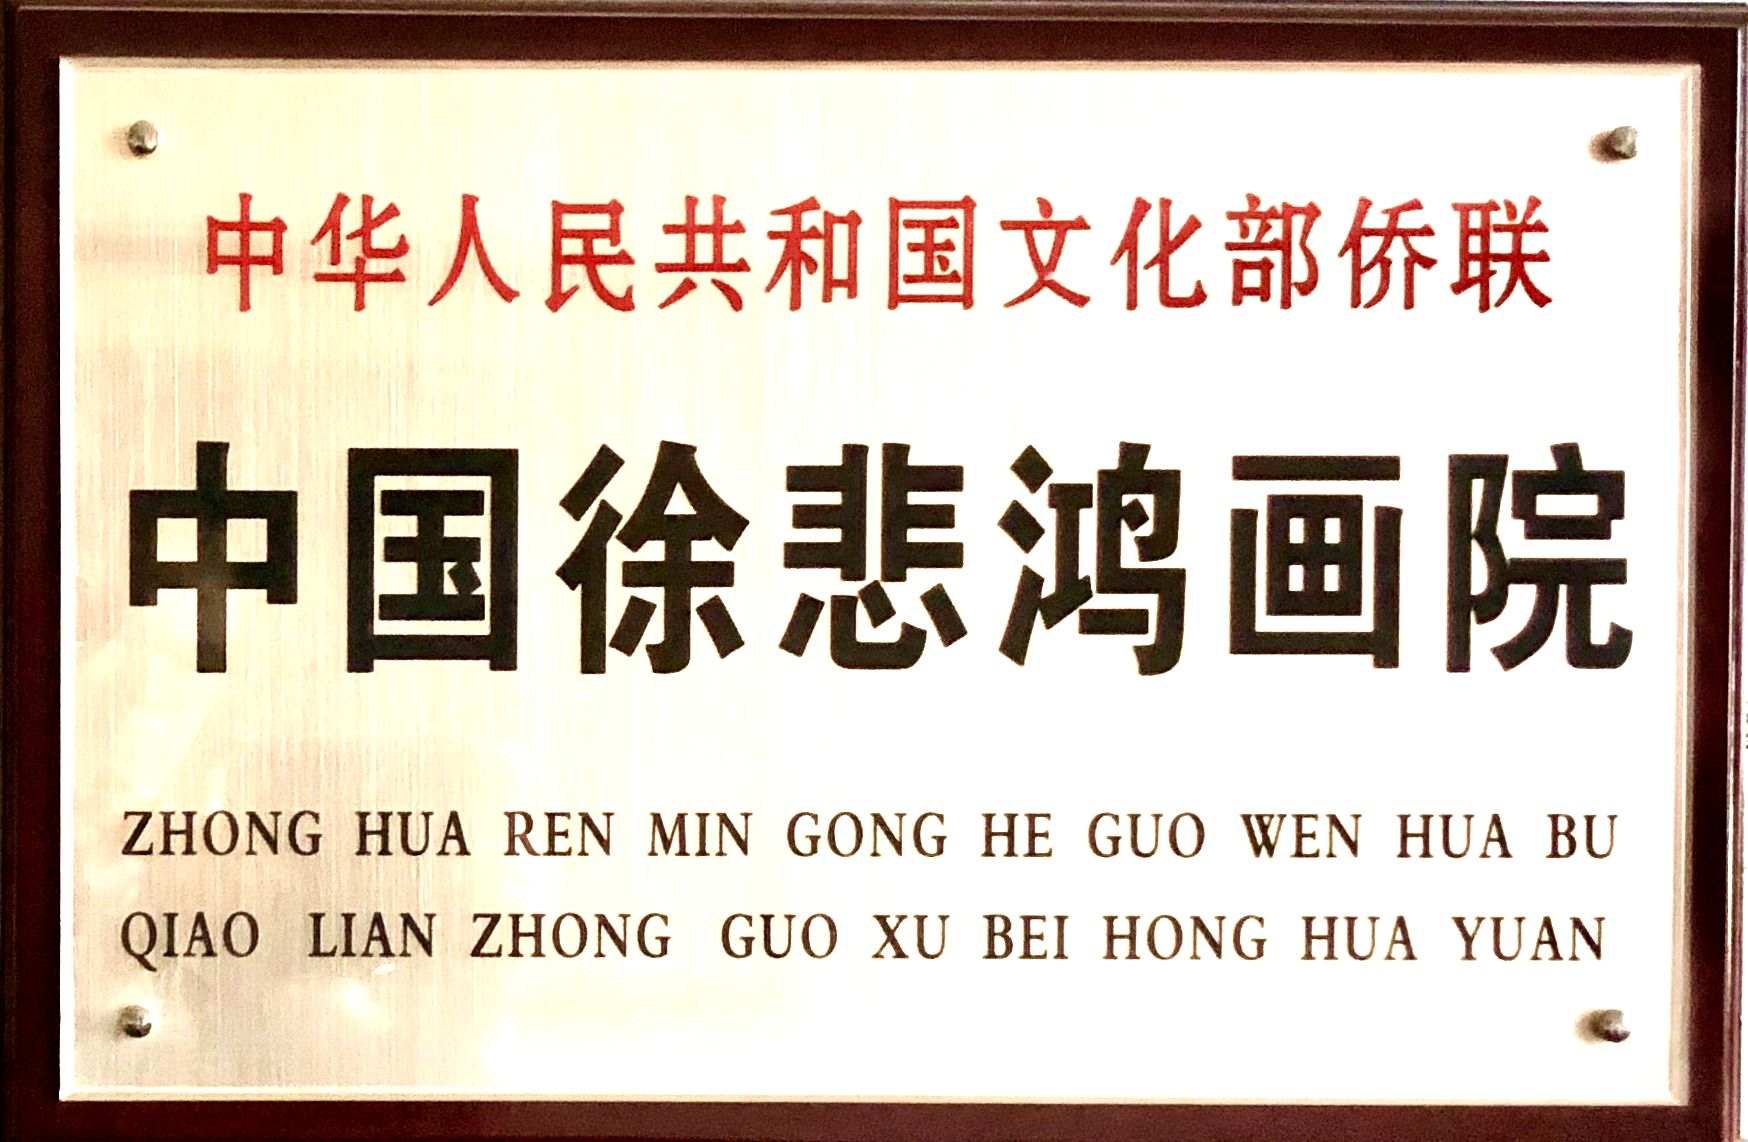 中华人民共和国文化部侨联
中国徐悲鸿画院
ZHONG HUA REN MIN GONG HE GUO WEN HUA BU
QIAO LIAN ZHONG GUO XU BEI HONG HUA YUAN